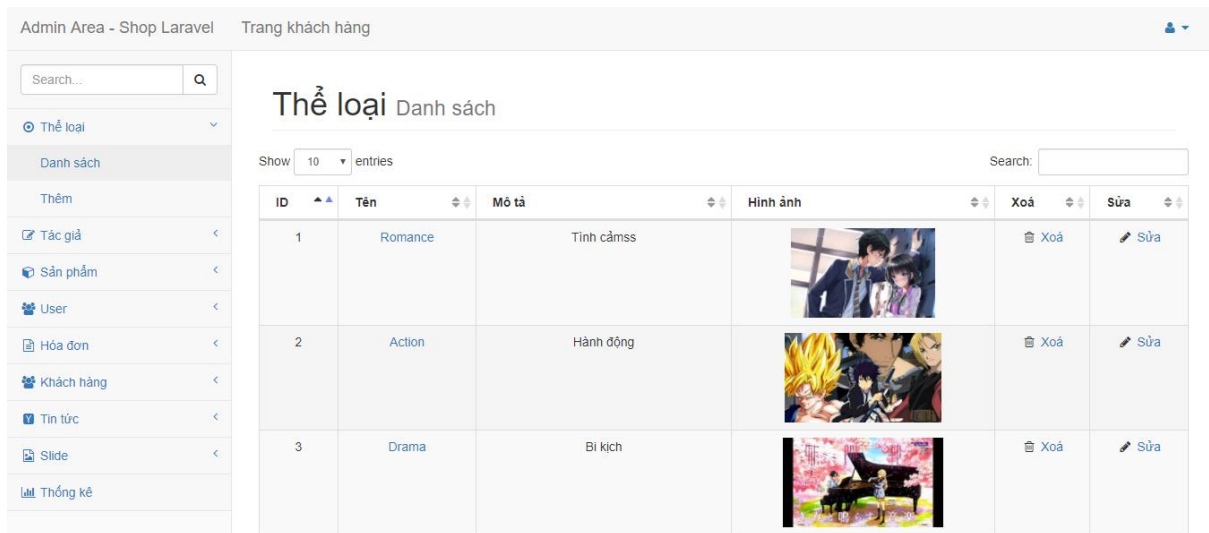 Admin Area - Shop Laravel Trang khách hàng
Search...
Thể loại
Danh sách
Thêm
Tác giả
Sản phẩm
User
Hóa đơn
Khách hàng
Tin tức
Slide
Thống kê
Thể loại Danh sách
Show 10 entries Search:
ID Tên Mô tả Hình ảnh Xoá Sửa
1 Romance Tình cảmss Xoá Sửa
2 Action Hành động Xoá Sửa
3 Drama Bi kịch Xoá Sửa